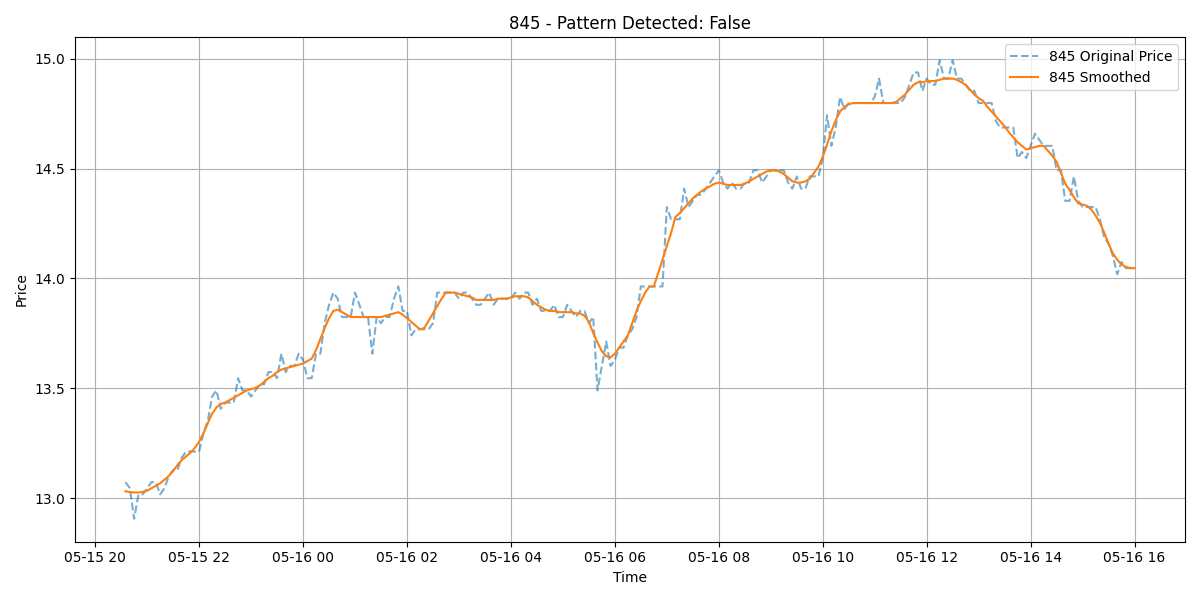 845 - Pattern Detected: False
845 Original Price
845 Smoothed
Price
15.0
14.5
14.0
13.5
13.0
05-15 20 05-15 22 05-16 00 05-16 02 05-16 04 05-16 06 05-16 08 05-16 10 05-16 12 05-16 14 05-16 16
Time